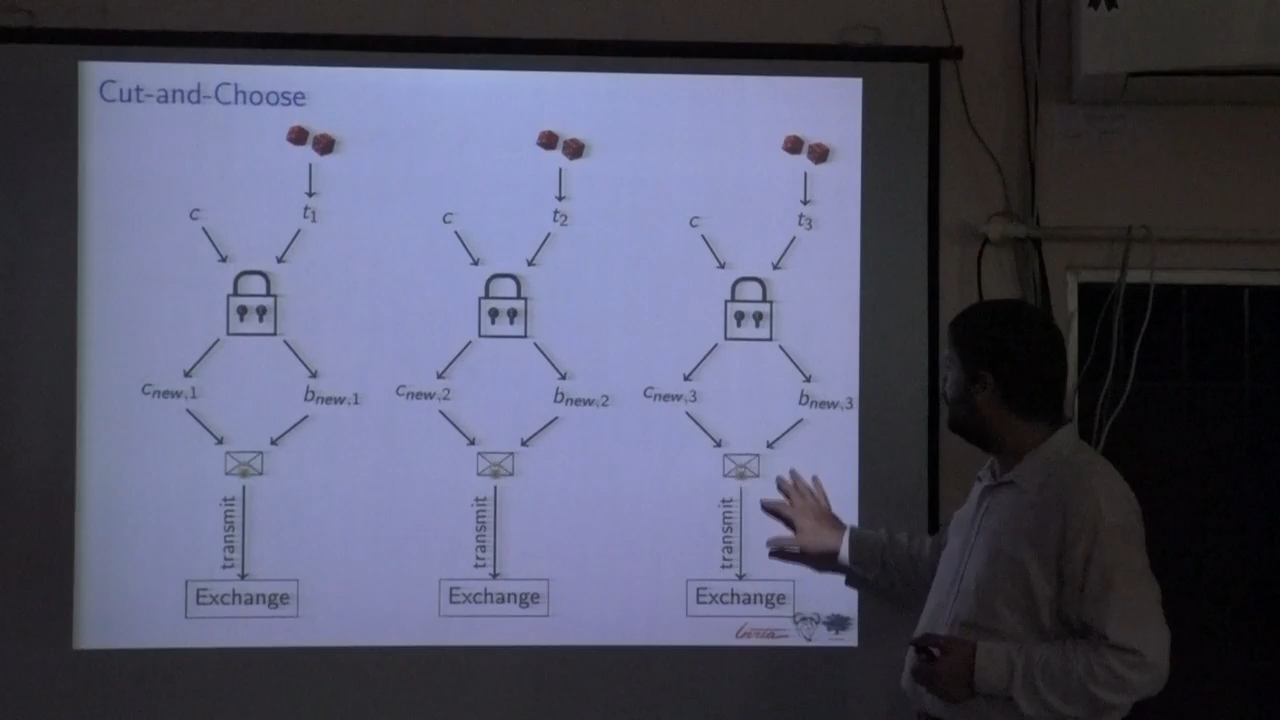 Cut-and-Choose
c t1 c t2 c t3
cnew,1 bnew,1 cnew,2 bnew,2 cnew,3 bnew,3
transmit transmit transmit
Exchange Exchange Exchange
Inria